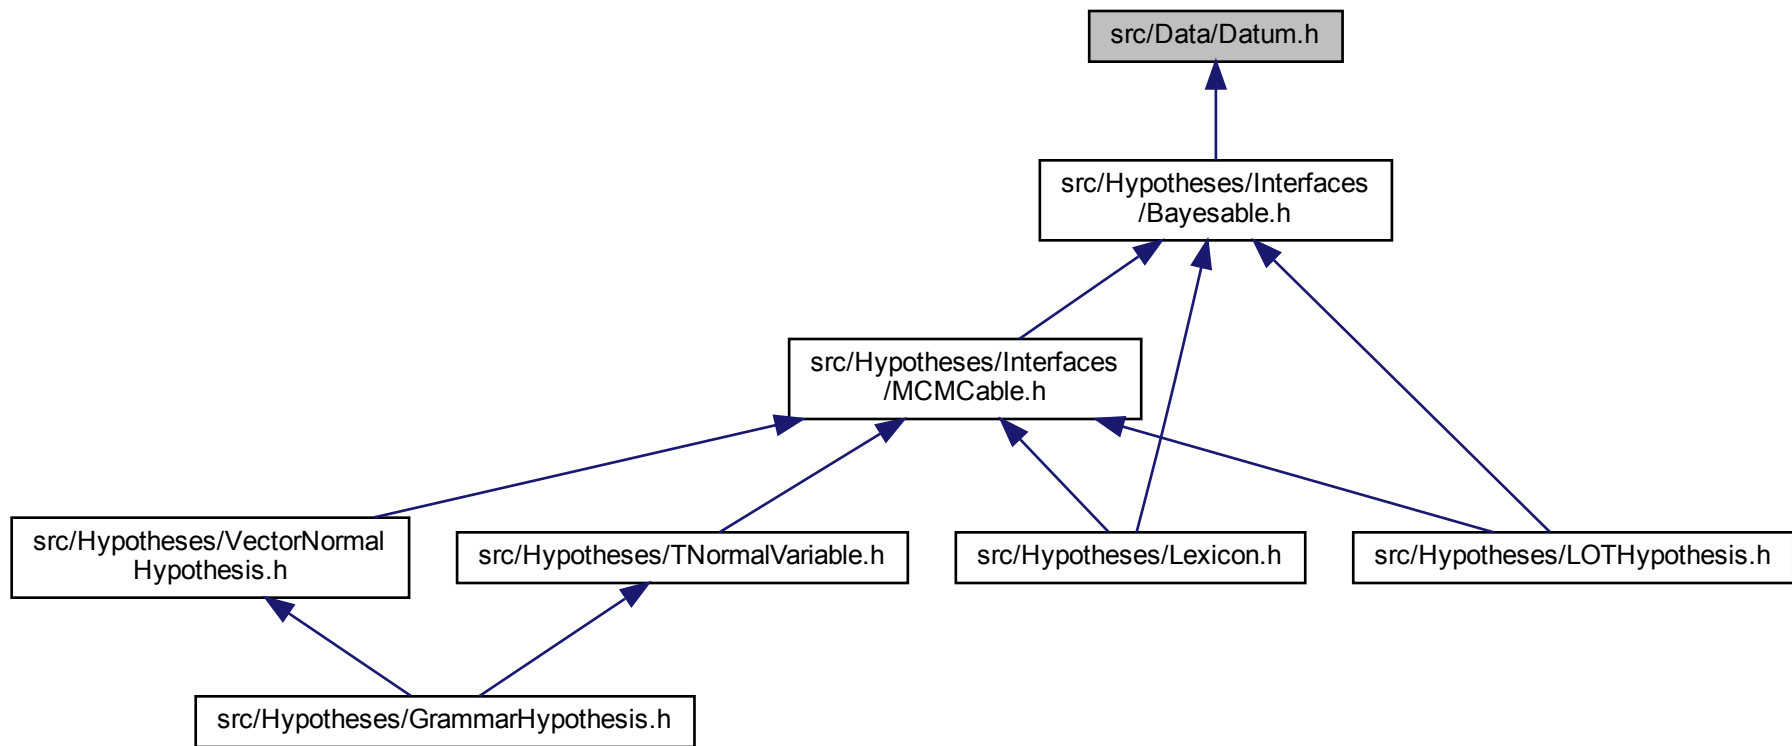 src/Data/Datum.h
src/Hypotheses/Interfaces
/Bayesable.h
src/Hypotheses/Interfaces
/MCMCable.h
src/Hypotheses/VectorNormal
Hypothesis.h
src/Hypotheses/TNormalVariable.h
src/Hypotheses/Lexicon.h
src/Hypotheses/LOTHypothesis.h
src/Hypotheses/GrammarHypothesis.h